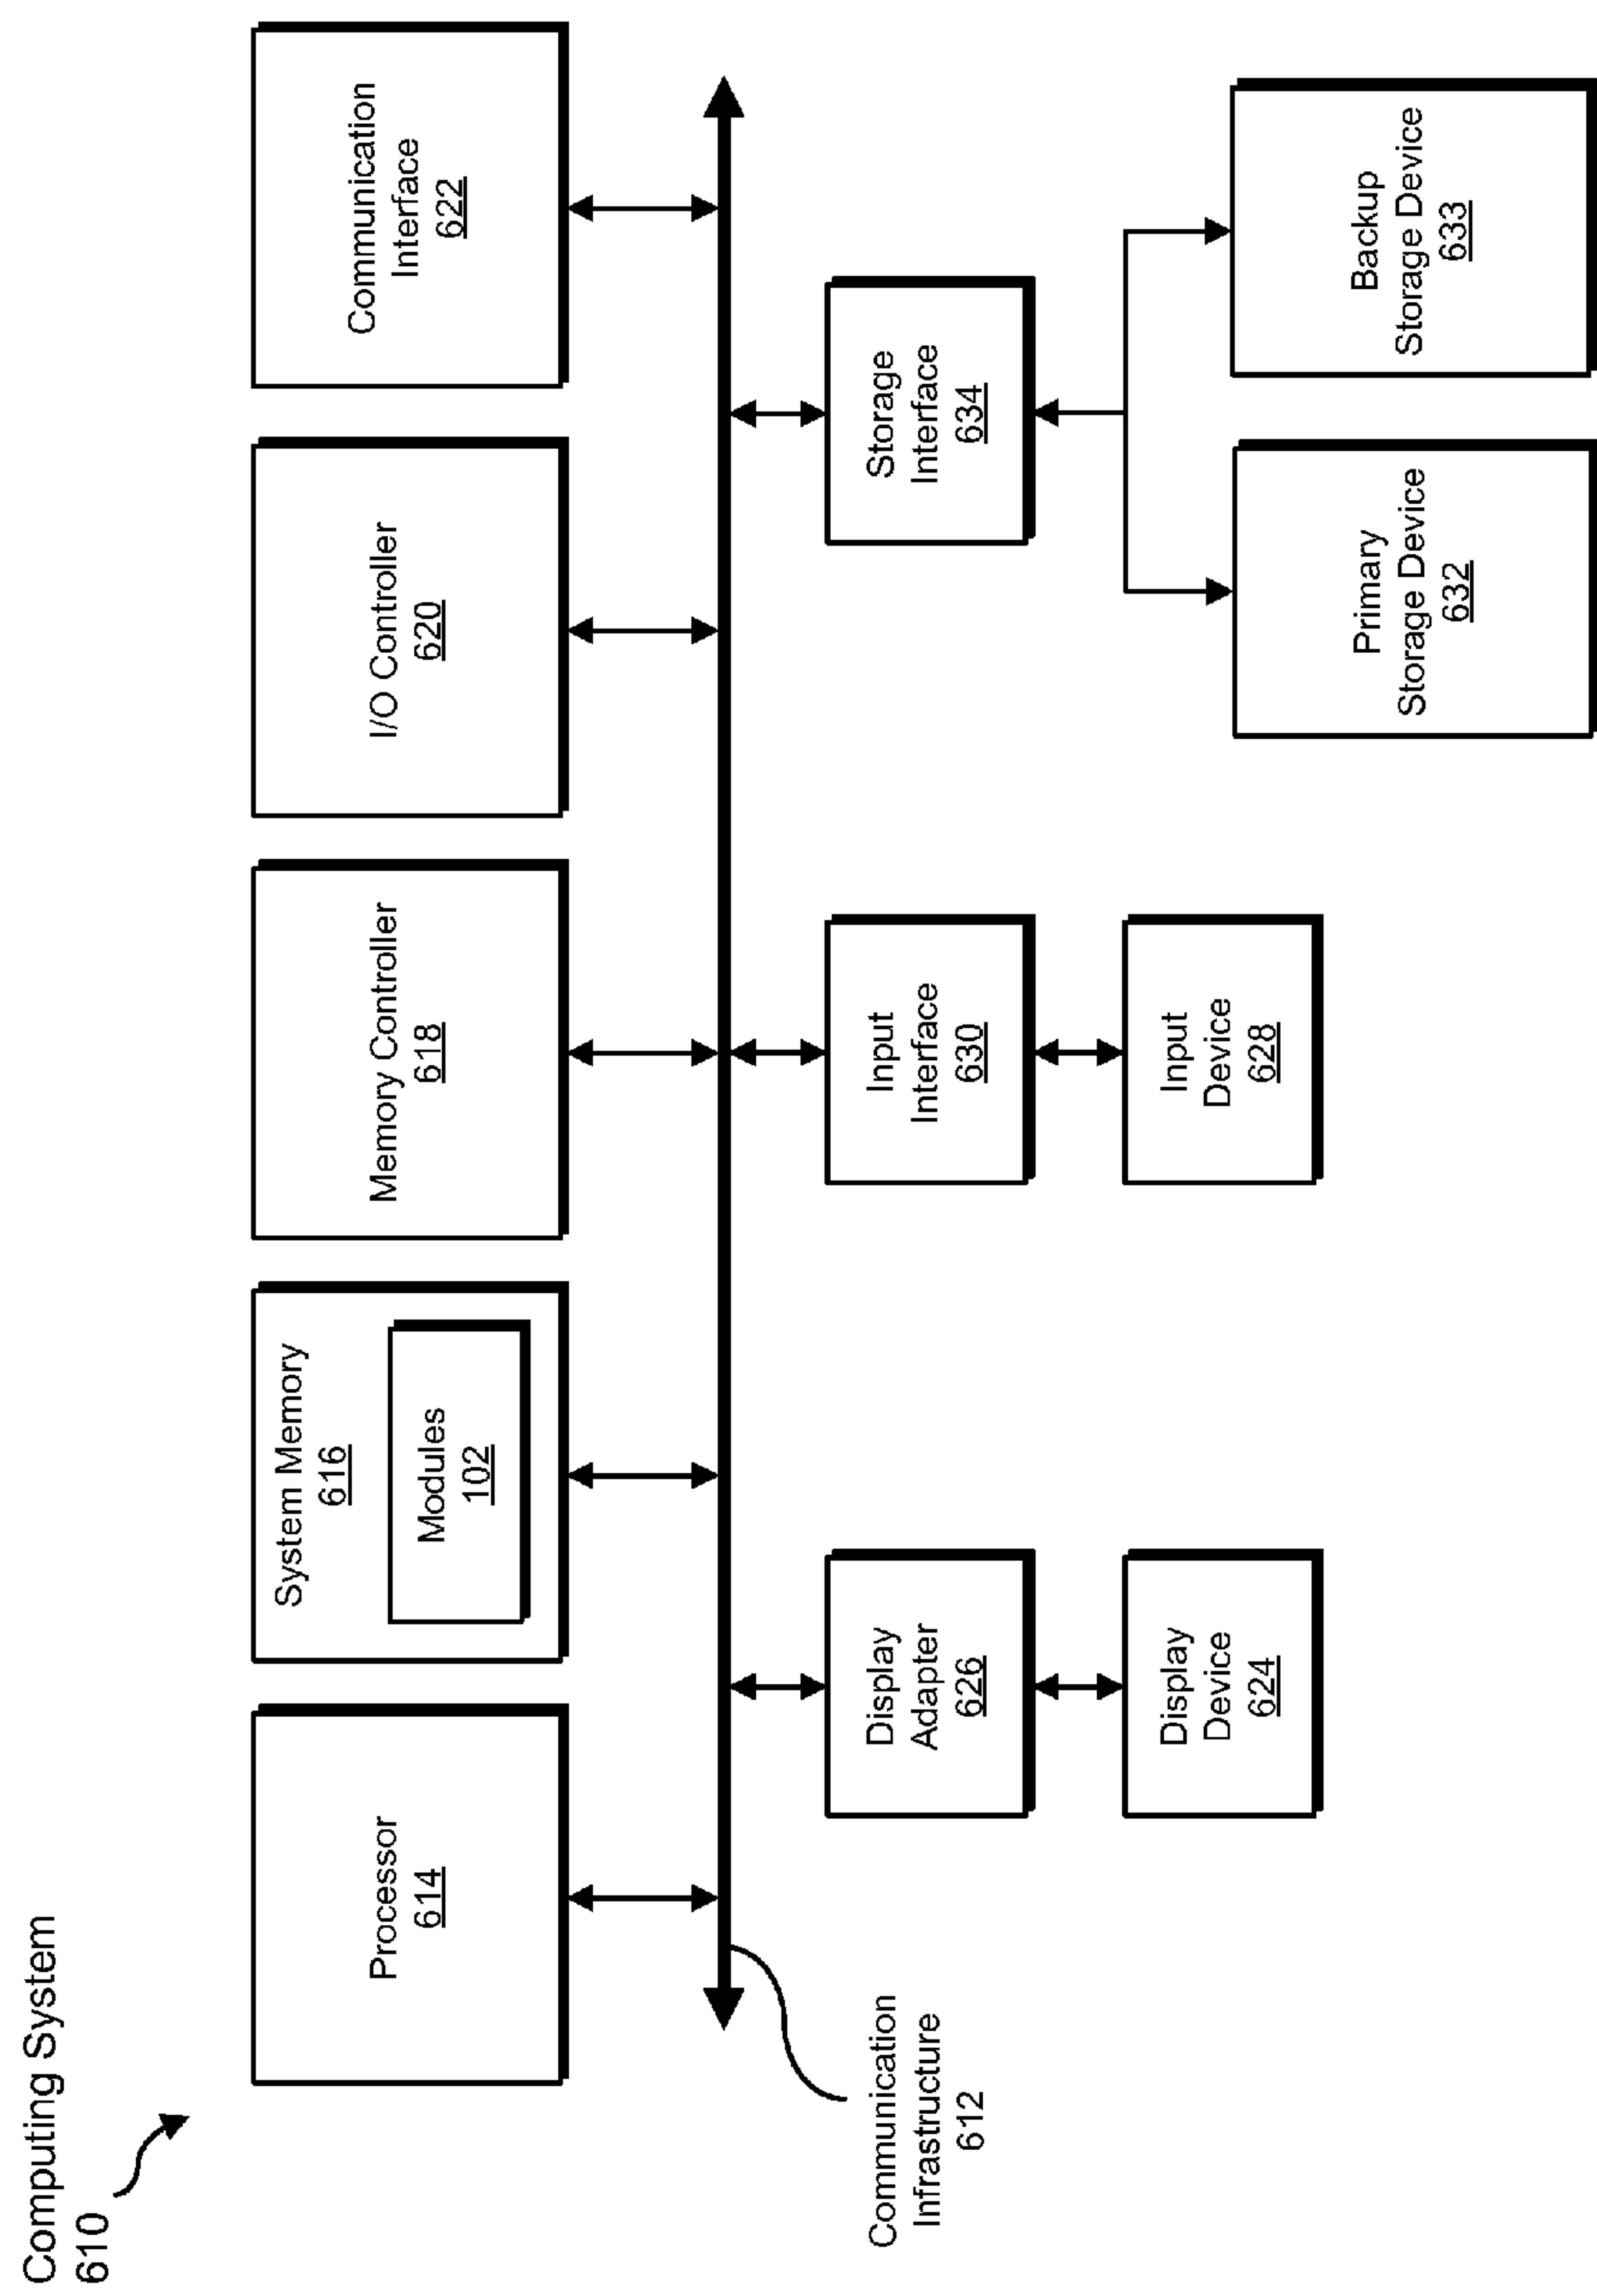 Computing System
610
Processor
614
System Memory
616
Modules
102
Memory Controller
618
I/O Controller
620
Communication
Interface
622
Communication
Infrastructure
612
Display
Adapter
626
Input
Interface
630
Storage
Interface
634
Display
Device
624
Input
Device
628
Primary
Storage Device
632
Backup
Storage Device
633